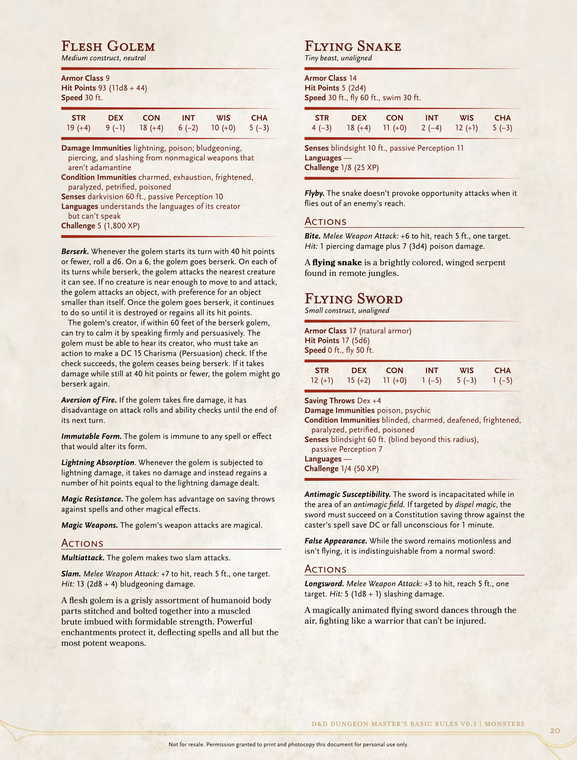 Flesh Golem
Medium construct, neutral
Armor Class 9
Hit Points 93 (11d8 + 44)
Speed 30 ft.
STR DEX CON INT WIS CHA
19 (+4) 9 (−1) 18 (+4) 6 (−2) 10 (+0) 5 (−3)
Damage Immunities lightning, poison; bludgeoning,
piercing, and slashing from nonmagical weapons that
aren't adamantine
Condition Immunities charmed, exhaustion, frightened,
paralyzed, petrified, poisoned
Senses darkvision 60 ft., passive Perception 10
Languages understands the languages of its creator
but can't speak
Challenge 5 (1,800 XP)
Berserk. Whenever the golem starts its turn with 40 hit points
or fewer, roll a d6. On a 6, the golem goes berserk. On each of
its turns while berserk, the golem attacks the nearest creature
it can see. If no creature is near enough to move to and attack,
the golem attacks an object, with preference for an object
smaller than itself. Once the golem goes berserk, it continues
to do so until it is destroyed or regains all its hit points.
The golem's creator, if within 60 feet of the berserk golem,
can try to calm it by speaking firmly and persuasively. The
golem must be able to hear its creator, who must take an
action to make a DC 15 Charisma (Persuasion) check. If the
check succeeds, the golem ceases being berserk. If it takes
damage while still at 40 hit points or fewer, the golem might go
berserk again.
Aversion of Fire. If the golem takes fire damage, it has
disadvantage on attack rolls and ability checks until the end of
its next turn.
Immutable Form. The golem is immune to any spell or effect
that would alter its form.
Lightning Absorption. Whenever the golem is subjected to
lightning damage, it takes no damage and instead regains a
number of hit points equal to the lightning damage dealt.
Magic Resistance. The golem has advantage on saving throws
against spells and other magical effects.
Magic Weapons. The golem's weapon attacks are magical.
Actions
Multiattack. The golem makes two slam attacks.
Slam. Melee Weapon Attack: +7 to hit, reach 5 ft., one target.
Hit: 13 (2d8 + 4) bludgeoning damage.
A flesh golem is a grisly assortment of humanoid body
parts stitched and bolted together into a muscled
brute imbued with formidable strength. Powerful
enchantments protect it, deflecting spells and all but the
most potent weapons.
Flying Snake
Tiny beast, unaligned
Armor Class 14
Hit Points 5 (2d4)
Speed 30 ft., fly 60 ft., swim 30 ft.
STR DEX CON INT WIS CHA
4 (−3) 18 (+4) 11 (+0) 2 (−4) 12 (+1) 5 (−3)
Senses blindsight 10 ft., passive Perception 11
Languages —
Challenge 1/8 (25 XP)
Flyby. The snake doesn't provoke opportunity attacks when it
flies out of an enemy's reach.
Actions
Bite. Melee Weapon Attack: +6 to hit, reach 5 ft., one target.
Hit: 1 piercing damage plus 7 (3d4) poison damage.
A flying snake is a brightly colored, winged serpent
found in remote jungles.
Flying Sword
Small construct, unaligned
Armor Class 17 (natural armor)
Hit Points 17 (5d6)
Speed 0 ft., fly 50 ft.
STR DEX CON INT WIS CHA
12 (+1) 15 (+2) 11 (+0) 1 (−5) 5 (−3) 1 (−5)
Saving Throws Dex +4
Damage Immunities poison, psychic
Condition Immunities blinded, charmed, deafened, frightened,
paralyzed, petrified, poisoned
Senses blindsight 60 ft. (blind beyond this radius),
passive Perception 7
Languages —
Challenge 1/4 (50 XP)
Antimagic Susceptibility. The sword is incapacitated while in
the area of an antimagic field. If targeted by dispel magic, the
sword must succeed on a Constitution saving throw against the
caster's spell save DC or fall unconscious for 1 minute.
False Appearance. While the sword remains motionless and
isn't flying, it is indistinguishable from a normal sword.
Actions
Longsword. Melee Weapon Attack: +3 to hit, reach 5 ft., one
target. Hit: 5 (1d8 + 1) slashing damage.
A magically animated flying sword dances through the
air, fighting like a warrior that can't be injured.
D&D Dungeon Master's Basic Rules v0.3 | Monsters
20
Not for resale. Permission granted to print and photocopy this document for personal use only.